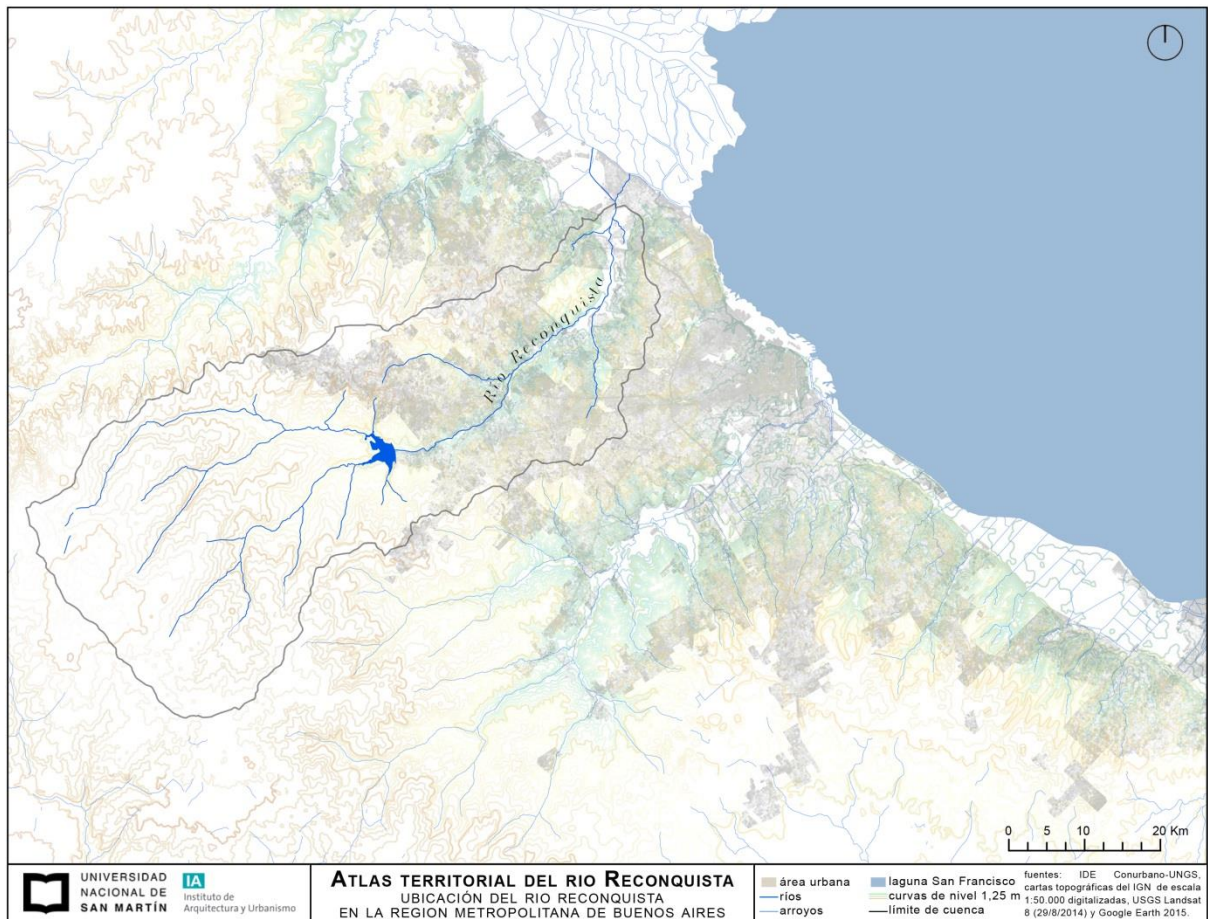 Río Reconquista
0 5 10 20 Km
UNIVERSIDAD
NACIONAL DE
SAN MARTÍN
IA
Instituto de
Arquitectura y Urbanismo
ATLAS TERRITORIAL DEL RIO RECONQUISTA
UBICACIÓN DEL RIO RECONQUISTA
EN LA REGION METROPOLITANA DE BUENOS AIRES
área urbana
ríos
arroyos
laguna San Francisco
curvas de nivel 1,25 m
límite de cuenca
fuentes: IDE Conurbano-UNGS,
cartas topográficas del IGN de escala
1:50.000 digitalizadas, USGS Landsat
8 (29/8/2014) y Google Earth 2015.